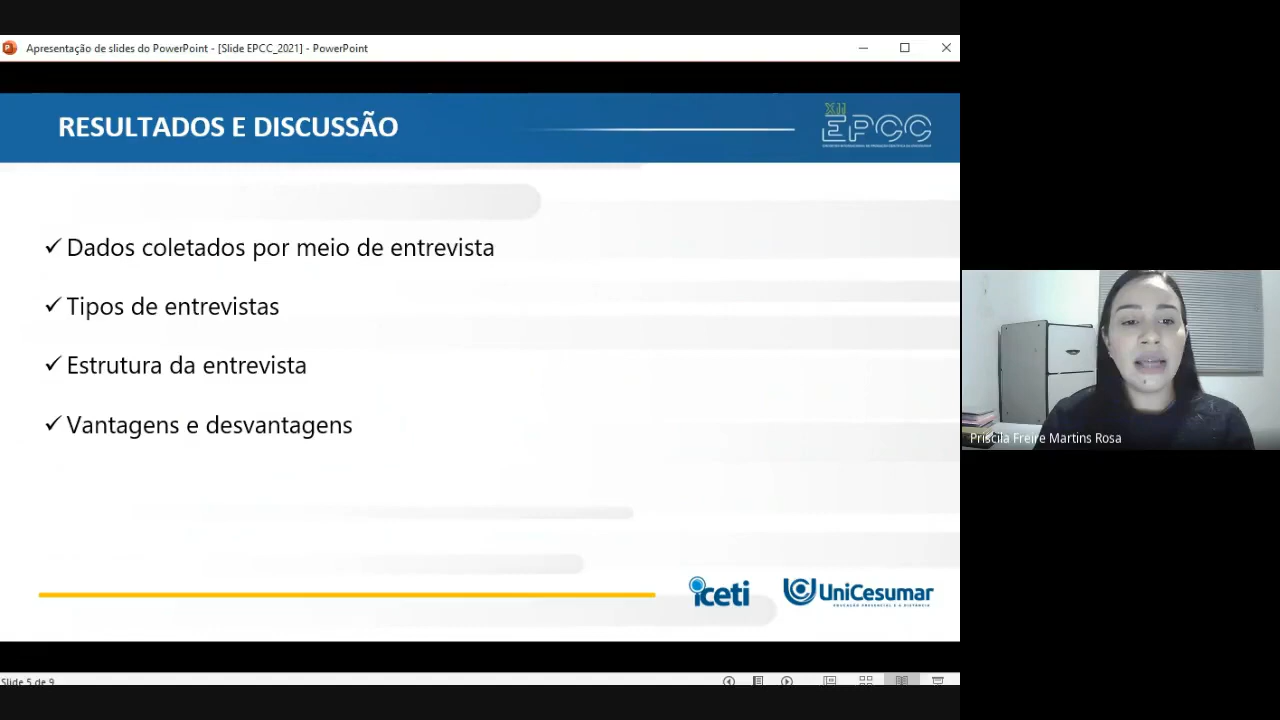 Apresentação de slides do PowerPoint - [Slide EPCC_2021] - PowerPoint
RESULTADOS E DISCUSSÃO
XII
EPCC
✓ Dados coletados por meio de entrevista
✓ Tipos de entrevistas
✓ Estrutura da entrevista
✓ Vantagens e desvantagens
Priscila Freire Martins Rosa
iceti
UniCesumar
EDUCAÇÃO PRESENCIAL E A DISTÂNCIA
Slide 5 de 9